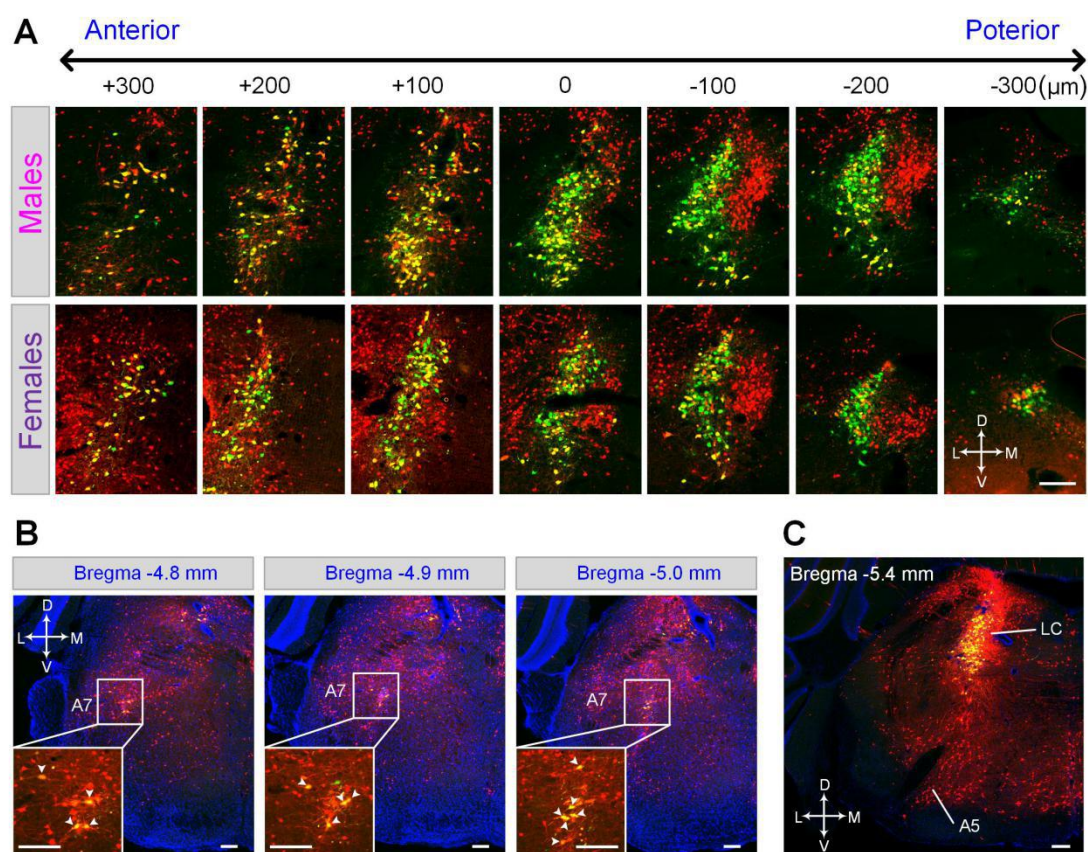 A
Anterior
Poterior
+300 +200 +100 0 -100 -200 -300(μm)
Males
Females
D
L M
V
B
Bregma -4.8 mm
Bregma -4.9 mm
Bregma -5.0 mm
D
L M
V
A7
A7
A7
C
Bregma -5.4 mm
LC
D
L M
V
A5